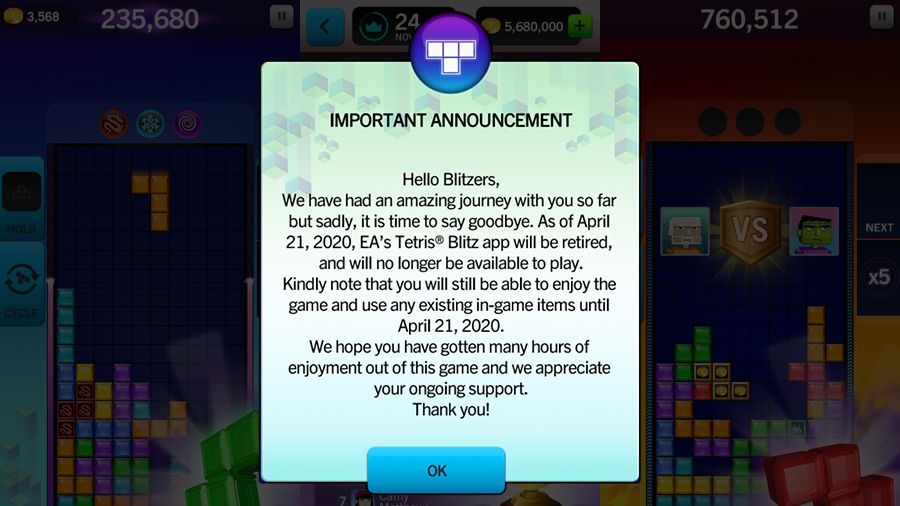 3,568
235,680
24
NOV
5,680,000
760,512
IMPORTANT ANNOUNCEMENT
Hello Blitzers,
We have had an amazing journey with you so far
but sadly, it is time to say goodbye. As of April
21, 2020, EA's Tetris® Blitz app will be retired,
and will no longer be available to play.
Kindly note that you will still be able to enjoy the
game and use any existing in-game items until
April 21, 2020.
We hope you have gotten many hours of
enjoyment out of this game and we appreciate
your ongoing support.
Thank you!
OK
HOLD
CYCLE
VS
NEXT
x5
7
Cathy